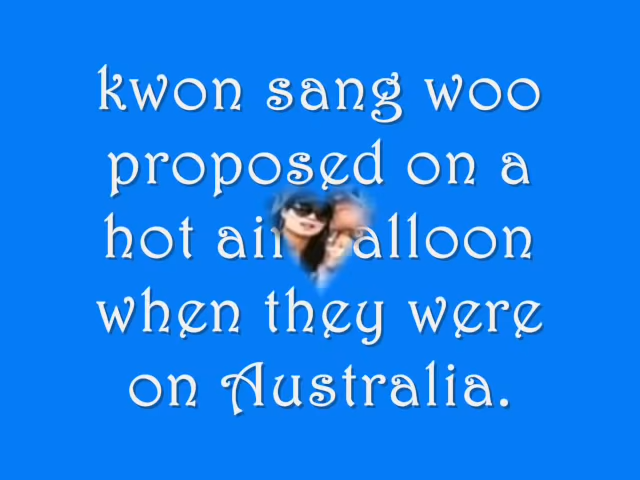 kwon sang woo
proposed on a
hot air balloon
when they were
on Australia.